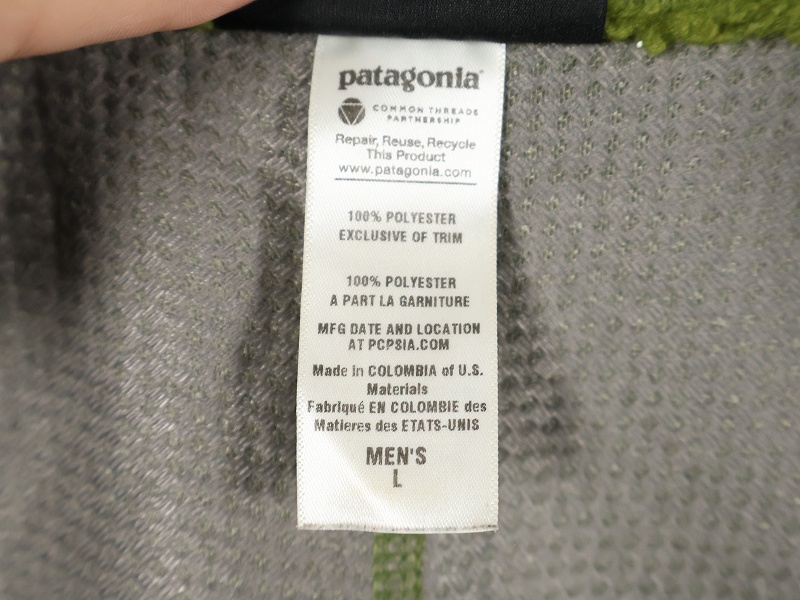 patagonia®
COMMON THREADS
PARTNERSHIP
Repair, Reuse, Recycle
This Product
www.patagonia.com
100% POLYESTER
EXCLUSIVE OF TRIM
100% POLYESTER
A PART LA GARNITURE
MFG DATE AND LOCATION
AT PCPSIA.COM
Made in COLOMBIA of U.S.
Materials
Fabriqué EN COLOMBIE des
Matieres des ETATS-UNIS
MEN'S
L